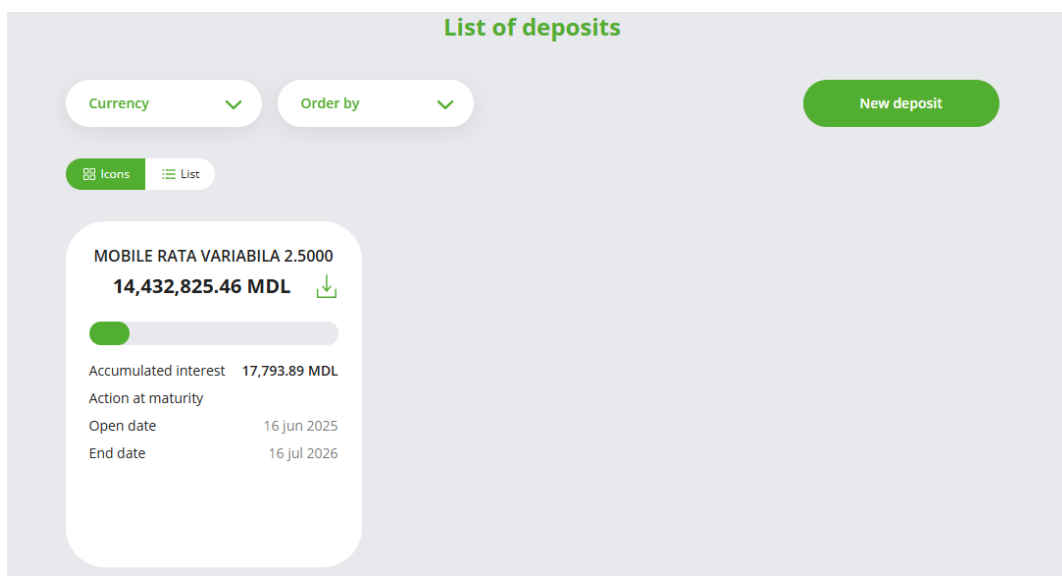 List of deposits
Currency
Order by
New deposit
Icons
List
MOBILE RATA VARIABILA 2.5000
14,432,825.46 MDL
Accumulated interest 17,793.89 MDL
Action at maturity
Open date 16 jun 2025
End date 16 jul 2026